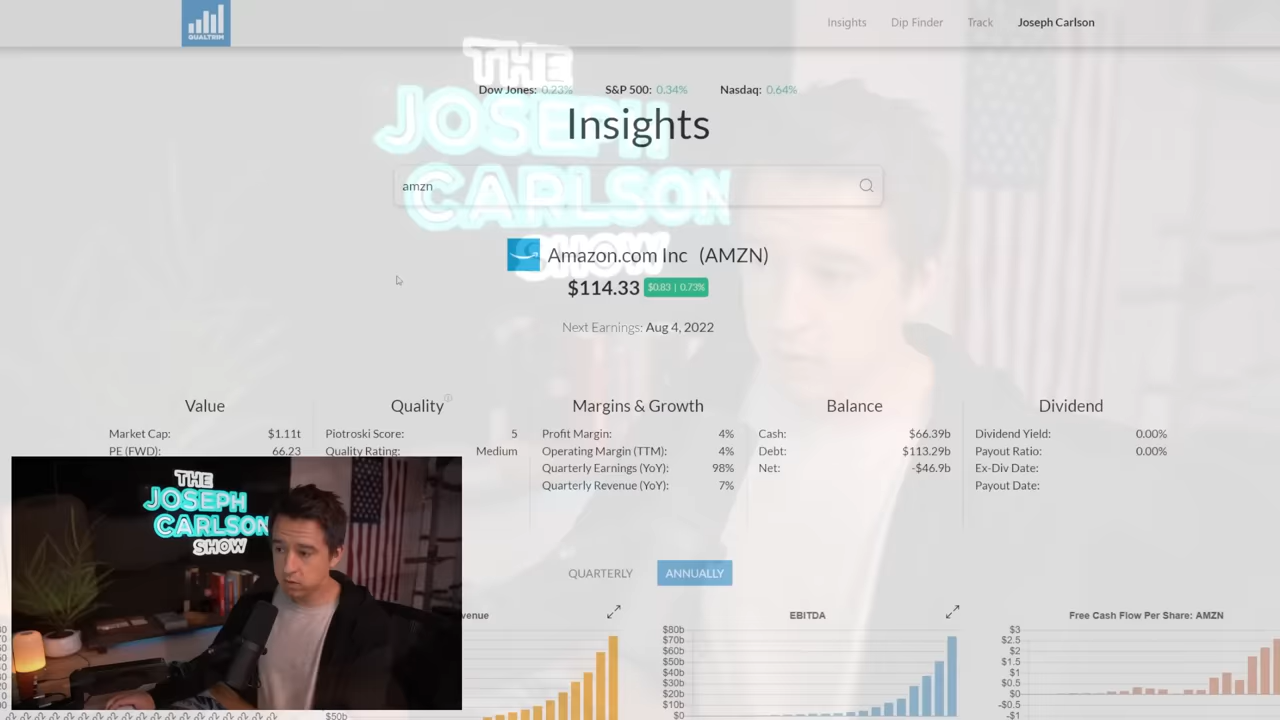 QUALTRIM
Insights
Dip Finder
Track
Joseph Carlson
THE
JOSEPH
CARLSON
SHOW
Dow Jones: 0.23%
S&P 500: 0.34%
Nasdaq: 0.64%
Insights
amzn
Amazon.com Inc (AMZN)
$114.33 $0.83 | 0.73%
Next Earnings: Aug 4, 2022
Value
Market Cap: $1.11t
PE (FWD): 66.23
Quality
Piotroski Score: 5
Quality Rating: Medium
Margins & Growth
Profit Margin: 4%
Operating Margin (TTM): 4%
Quarterly Earnings (YoY): 98%
Quarterly Revenue (YoY): 7%
Balance
Cash: $66.39b
Debt: $113.29b
Net: -$46.9b
Dividend
Dividend Yield: 0.00%
Payout Ratio: 0.00%
Ex-Div Date:
Payout Date:
THE
JOSEPH
CARLSON
SHOW
QUARTERLY
ANNUALLY
venue
$50b
EBITDA
$80b
$70b
$60b
$50b
$40b
$30b
$20b
$10b
$0
Free Cash Flow Per Share: AMZN
$3
$2.5
$2
$1.5
$1
$0.5
$0
-$0.5
-$1